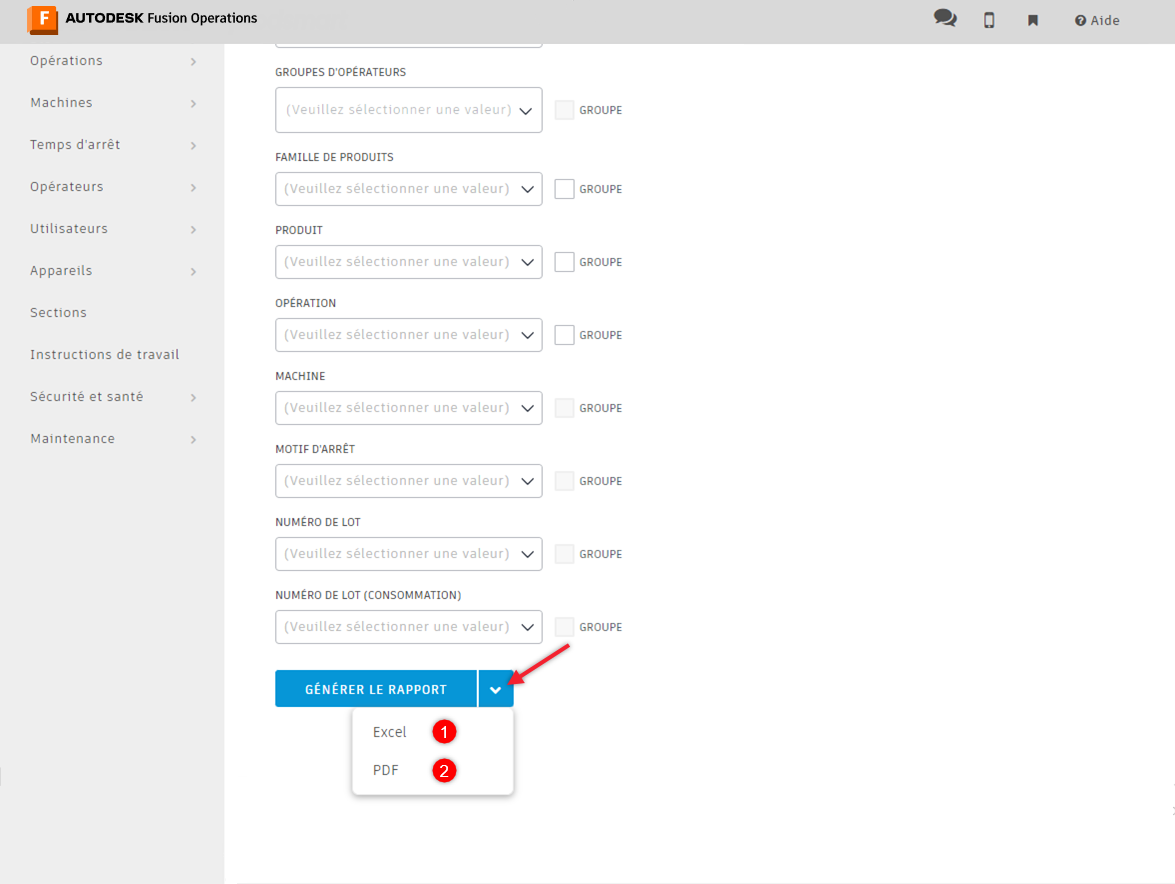 F AUTODESK Fusion Operations
Aide
Opérations
Machines
Temps d'arrêt
Opérateurs
Utilisateurs
Appareils
Sections
Instructions de travail
Sécurité et santé
Maintenance
GROUPES D'OPÉRATEURS
(Veuillez sélectionner une valeur) GROUPE
FAMILLE DE PRODUITS
(Veuillez sélectionner une valeur) GROUPE
PRODUIT
(Veuillez sélectionner une valeur) GROUPE
OPÉRATION
(Veuillez sélectionner une valeur) GROUPE
MACHINE
(Veuillez sélectionner une valeur) GROUPE
MOTIF D'ARRÊT
(Veuillez sélectionner une valeur) GROUPE
NUMÉRO DE LOT
(Veuillez sélectionner une valeur) GROUPE
NUMÉRO DE LOT (CONSOMMATION)
(Veuillez sélectionner une valeur) GROUPE
GÉNÉRER LE RAPPORT
Excel 1
PDF 2